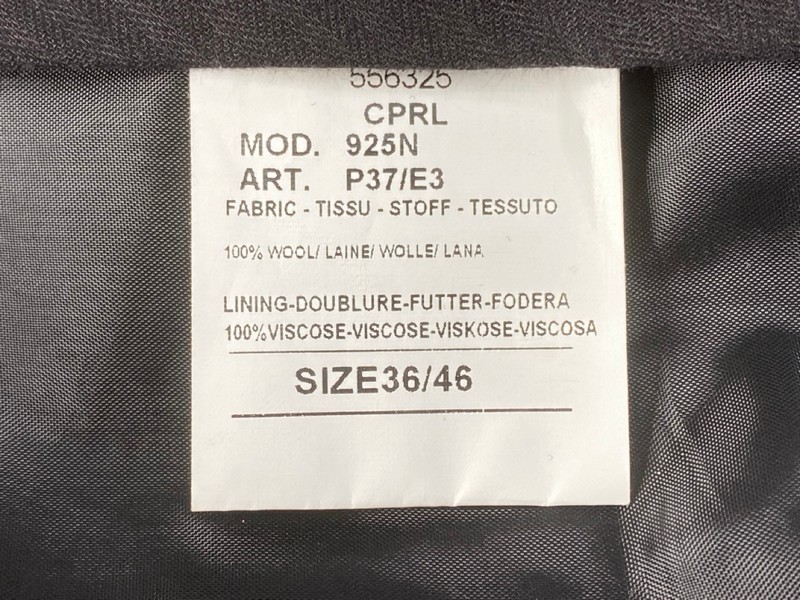 556325
CPRL
MOD. 925N
ART. P37/E3
FABRIC - TISSU - STOFF - TESSUTO
100% WOOL/ LAINE/ WOLLE/ LANA
LINING-DOUBLURE-FUTTER-FODERA
100%VISCOSE-VISCOSE-VISKOSE-VISCOSA
SIZE36/46